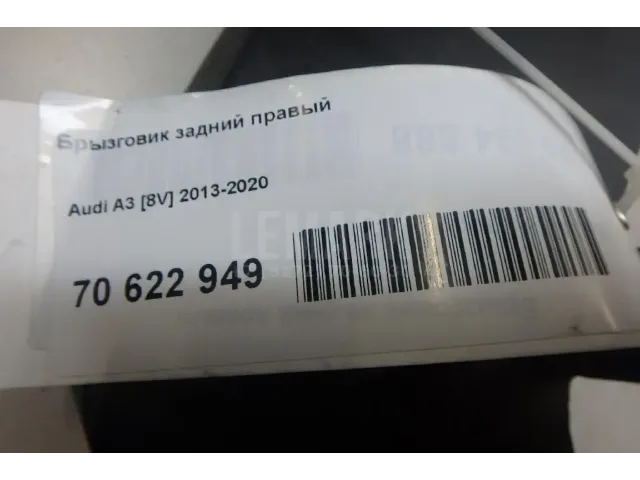 Брызговик задний правый
Audi A3 [8V] 2013-2020
70 622 949